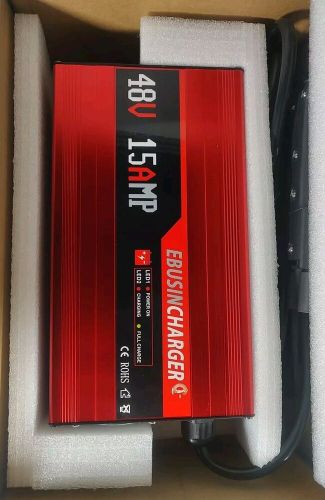 48V 15AMP
EBUSINCHARGER
LED1 POWER ON
LED2 CHARGING FULL CHARGE
CE ROHS